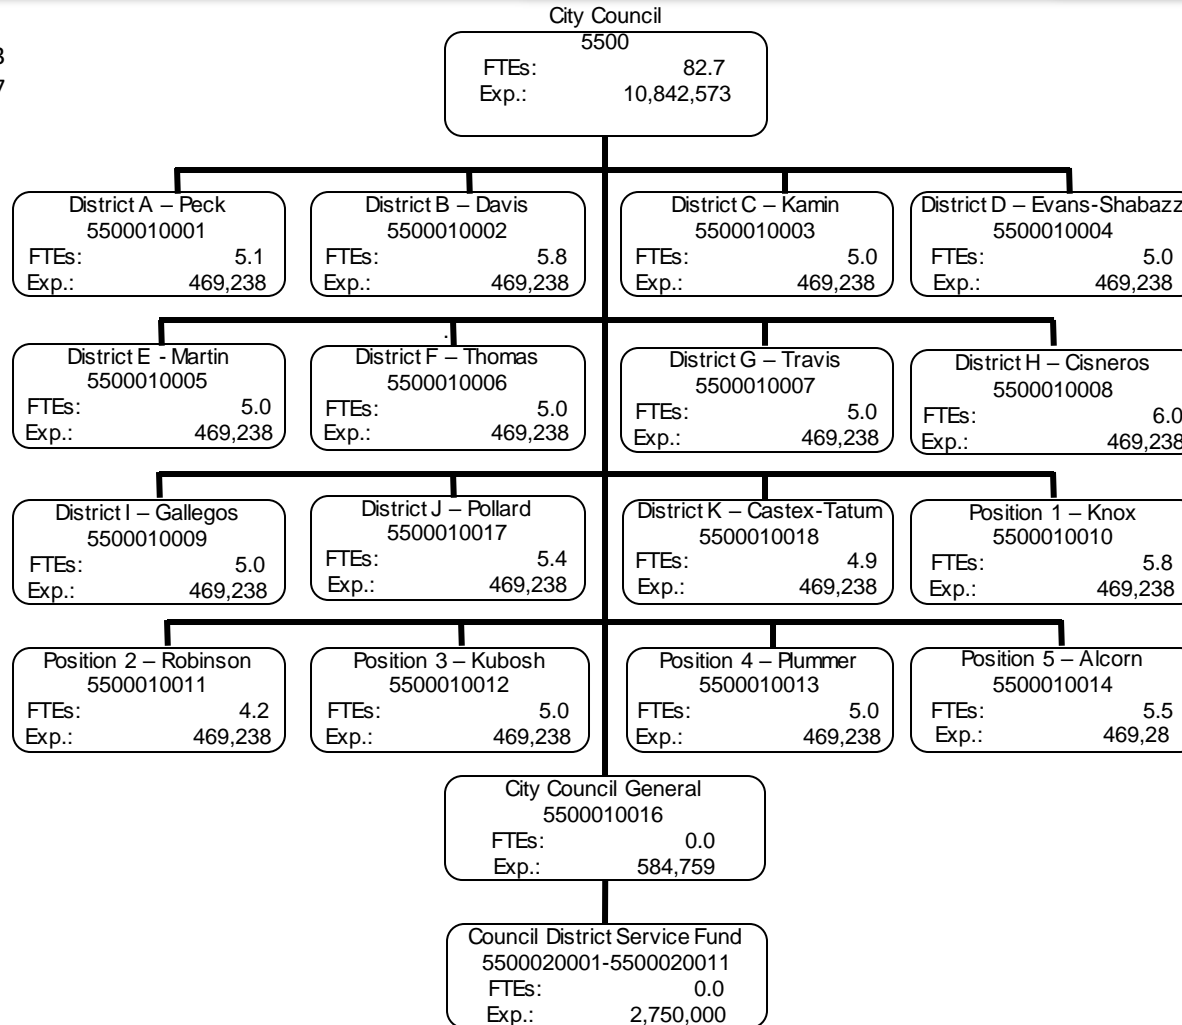 City Council
5500
3
FTEs: 82.7
7
Exp.: 10,842,573
District A – Peck
5500010001
FTEs: 5.1
Exp.: 469,238
District B – Davis
5500010002
FTEs: 5.8
Exp.: 469,238
District C – Kamin
5500010003
FTEs: 5.0
Exp.: 469,238
District D – Evans-Shabazz
5500010004
FTEs: 5.0
Exp.: 469,238
.
District E - Martin
5500010005
FTEs: 5.0
Exp.: 469,238
District F – Thomas
5500010006
FTEs: 5.0
Exp.: 469,238
District G – Travis
5500010007
FTEs: 5.0
Exp.: 469,238
District H – Cisneros
5500010008
FTEs: 6.0
Exp.: 469,238
District I – Gallegos
5500010009
FTEs: 5.0
Exp.: 469,238
District J – Pollard
5500010017
FTEs: 5.4
Exp.: 469,238
District K – Castex-Tatum
5500010018
FTEs: 4.9
Exp.: 469,238
Position 1 – Knox
5500010010
FTEs: 5.8
Exp.: 469,238
Position 2 – Robinson
5500010011
FTEs: 4.2
Exp.: 469,238
Position 3 – Kubosh
5500010012
FTEs: 5.0
Exp.: 469,238
Position 4 – Plummer
5500010013
FTEs: 5.0
Exp.: 469,238
Position 5 – Alcorn
5500010014
FTEs: 5.5
Exp.: 469,28
City Council General
5500010016
FTEs: 0.0
Exp.: 584,759
Council District Service Fund
5500020001-5500020011
FTEs: 0.0
Exp.: 2,750,000